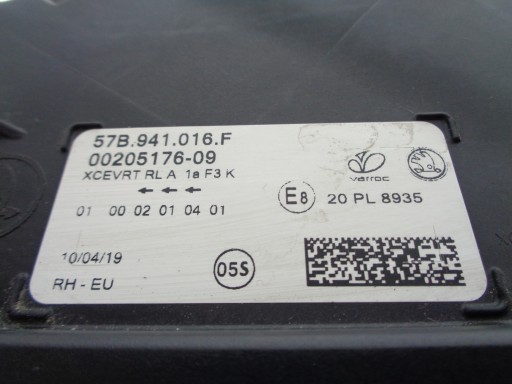 57B.941.016.F
00205176-09
XCEVRT RL A 1a F3 K
←←←
01 00 02 01 04 01
varroc
E8 20 PL 8935
10/04/19
05S
RH - EU